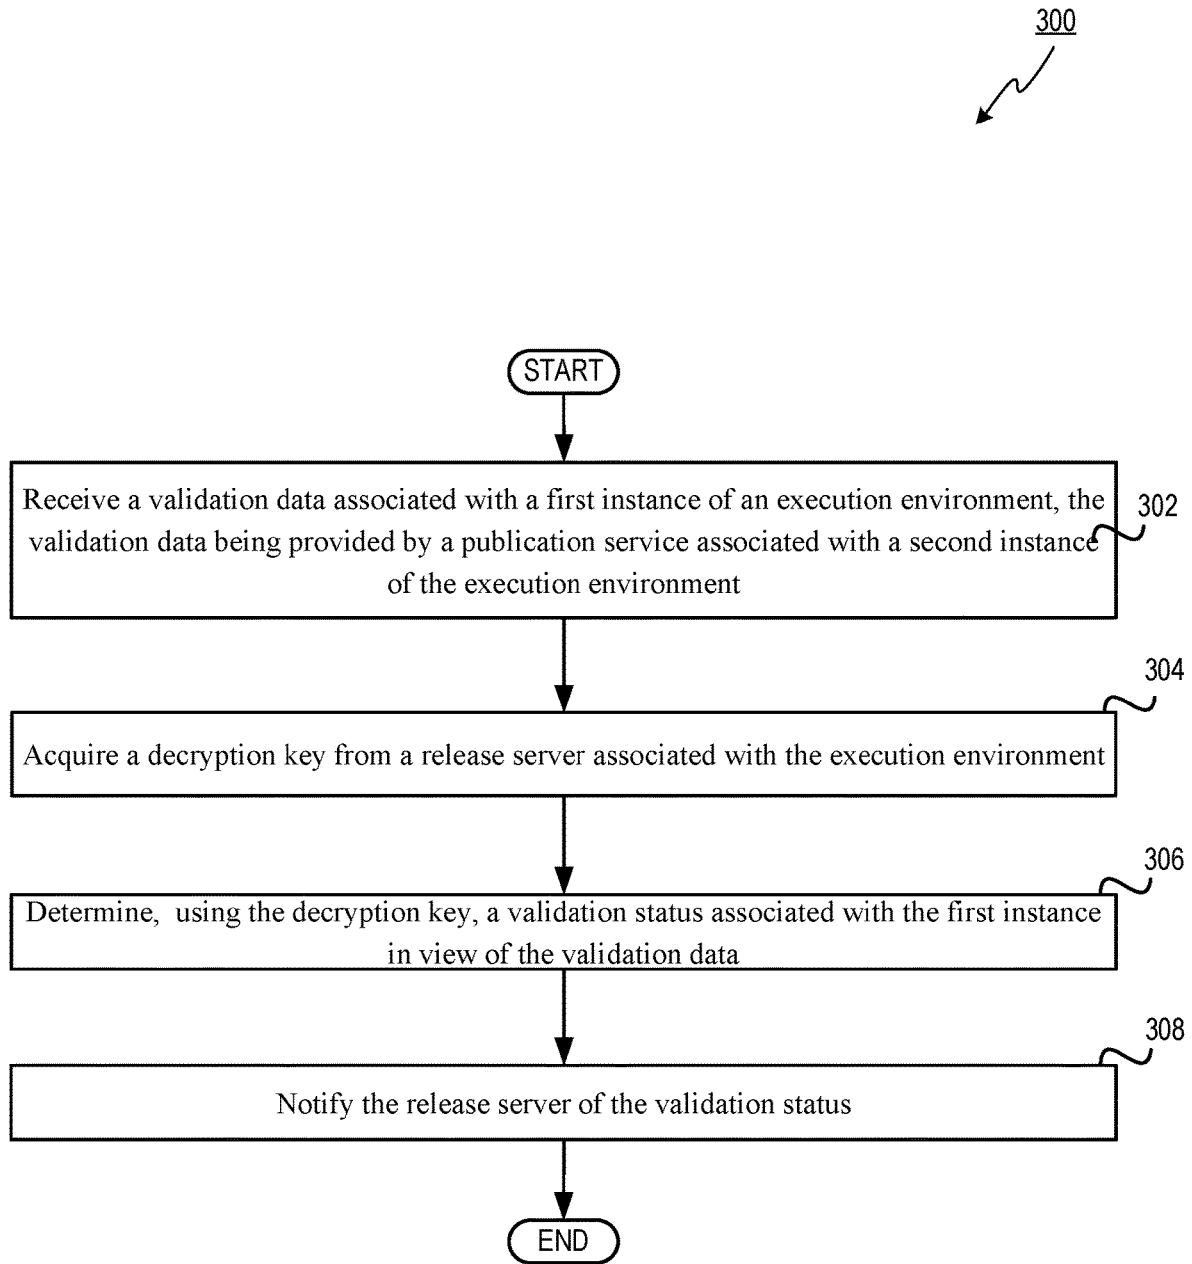 300
START
Receive a validation data associated with a first instance of an execution environment, the
validation data being provided by a publication service associated with a second instance
of the execution environment
302
304
Acquire a decryption key from a release server associated with the execution environment
306
Determine, using the decryption key, a validation status associated with the first instance
in view of the validation data
308
Notify the release server of the validation status
END